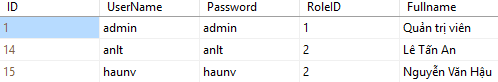 ID UserName Password RoleID Fullname
1 admin admin 1 Quản trị viên
14 anlt anlt 2 Lê Tấn An
15 haunv haunv 2 Nguyễn Văn Hậu